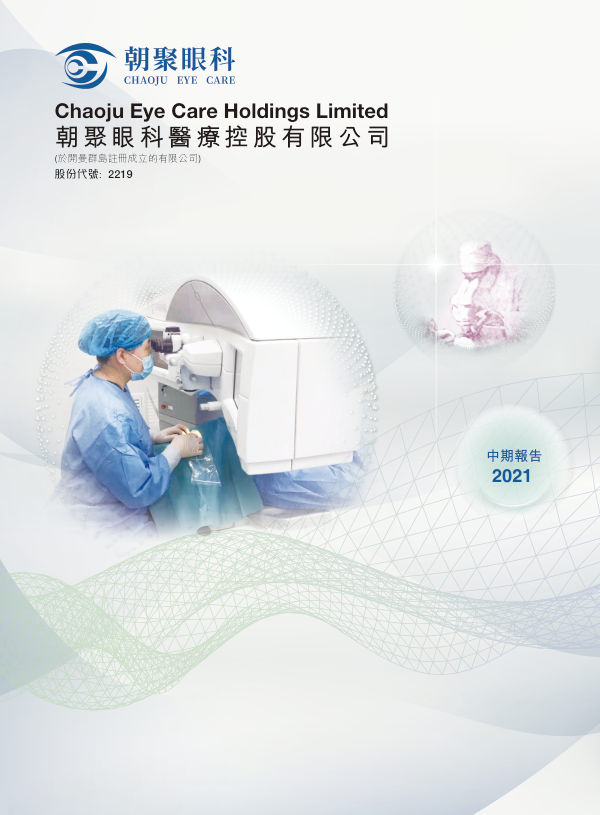 朝聚眼科
CHAOJU EYE CARE
Chaoju Eye Care Holdings Limited
朝聚眼科醫療控股有限公司
(於開曼群島註冊成立的有限公司)
股份代號: 2219
中期報告
2021